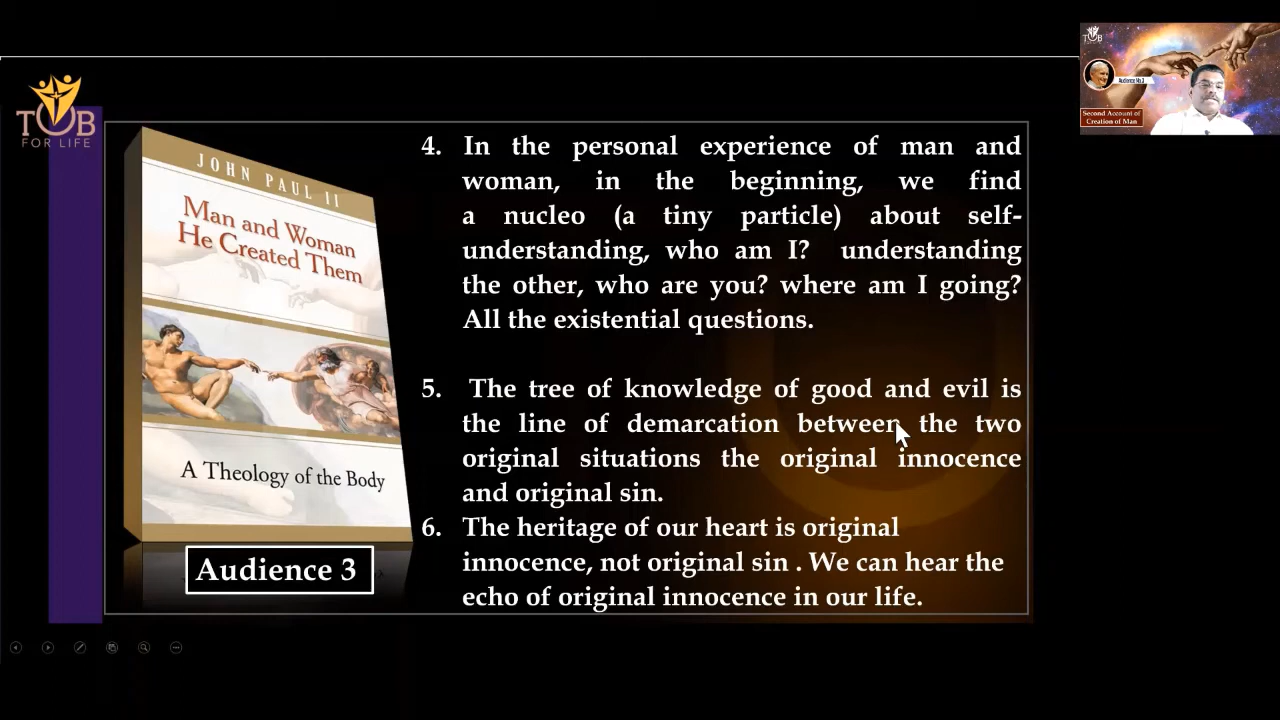 TOB
FOR LIFE
JOHN PAUL II
Man and Woman
He Created Them
A Theology of the Body
Audience 3
4. In the personal experience of man and
woman, in the beginning, we find
a nucleo (a tiny particle) about self-
understanding, who am I? understanding
the other, who are you? where am I going?
All the existential questions.
5. The tree of knowledge of good and evil is
the line of demarcation between the two
original situations the original innocence
and original sin.
6. The heritage of our heart is original
innocence, not original sin . We can hear the
echo of original innocence in our life.
TOB
Audience No.3
Second Account of
Creation of Man